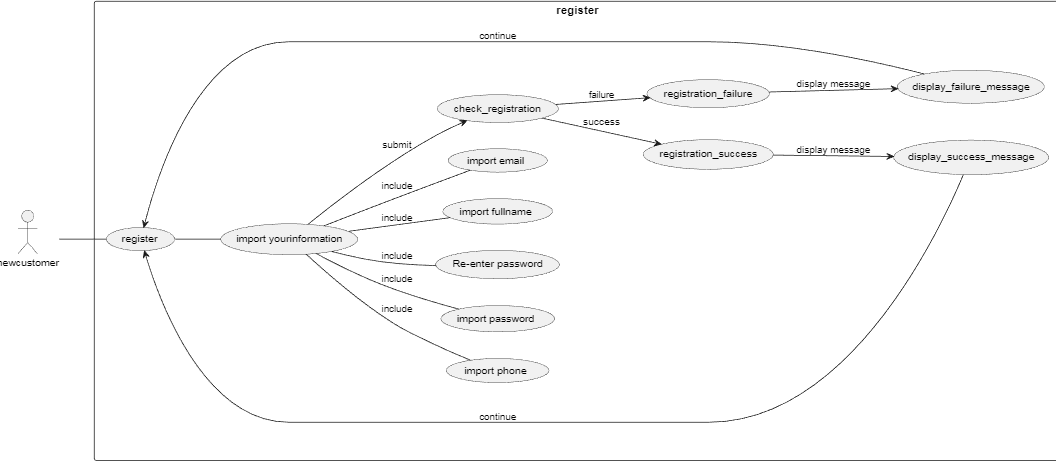 register
continue
failure
registration_failure
display message
display_failure_message
check_registration
success
submit
registration_success
display message
display_success_message
import email
include
include
import fullname
newcustomer
register
import yourinformation
include
Re-enter password
include
import password
include
import phone
continue